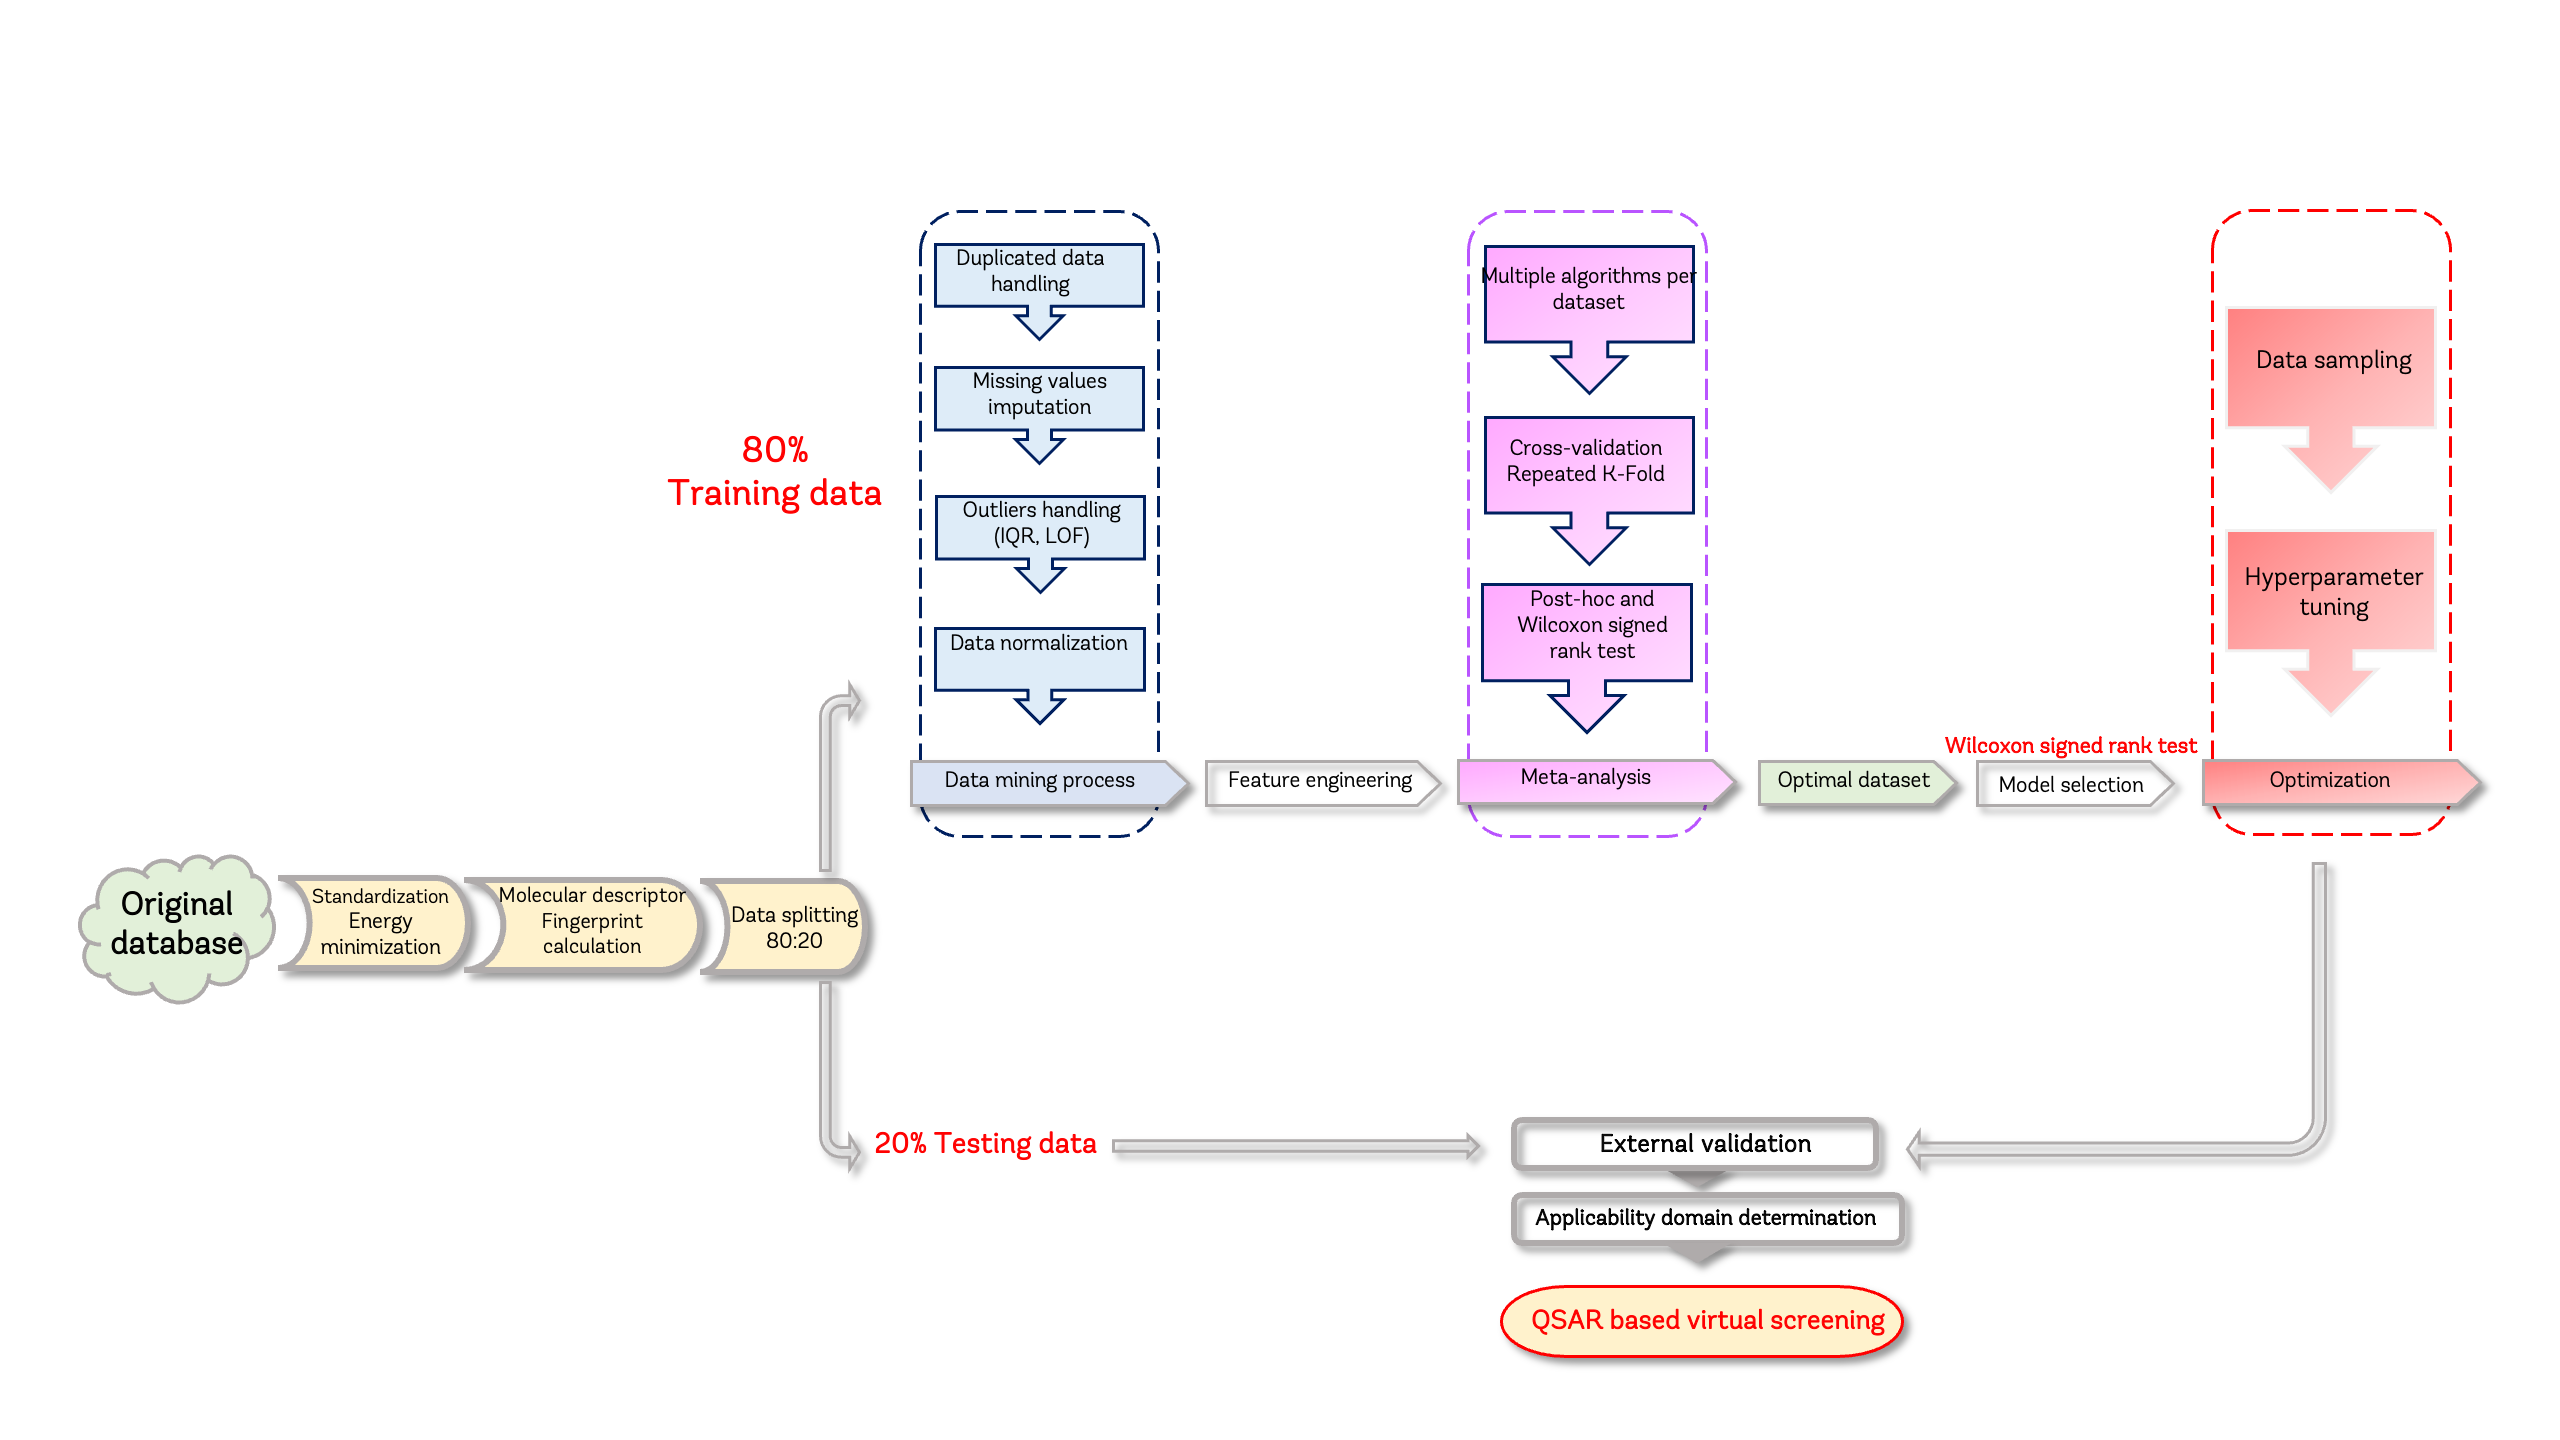 Duplicated data
handling
Missing values
imputation
Outliers handling
(IQR, LOF)
Data normalization
Data mining process
80%
Training data
Feature engineering
Multiple algorithms per
dataset
Cross-validation
Repeated K-Fold
Post-hoc and
Wilcoxon signed
rank test
Meta-analysis
Optimal dataset
Wilcoxon signed rank test
Model selection
Data sampling
Hyperparameter
tuning
Optimization
Original
database
Standardization
Energy
minimization
Molecular descriptor
Fingerprint
calculation
Data splitting
80:20
20% Testing data
External validation
Applicability domain determination
QSAR based virtual screening